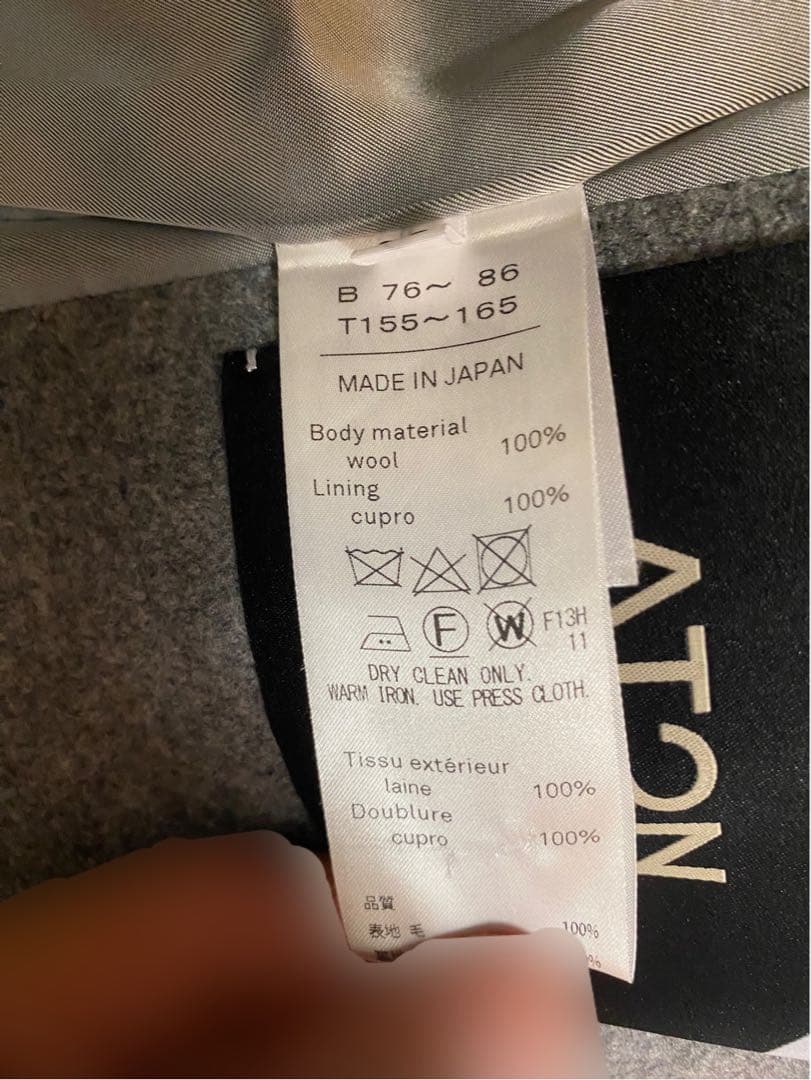 B 76～ 86
T155～165
MADE IN JAPAN
Body material
wool 100%
Lining
cupro 100%
F W F13H
11
DRY CLEAN ONLY.
WARM IRON. USE PRESS CLOTH.
Tissu extérieur
laine 100%
Doublure
cupro 100%
品質
表地 毛 100%
%
ATON